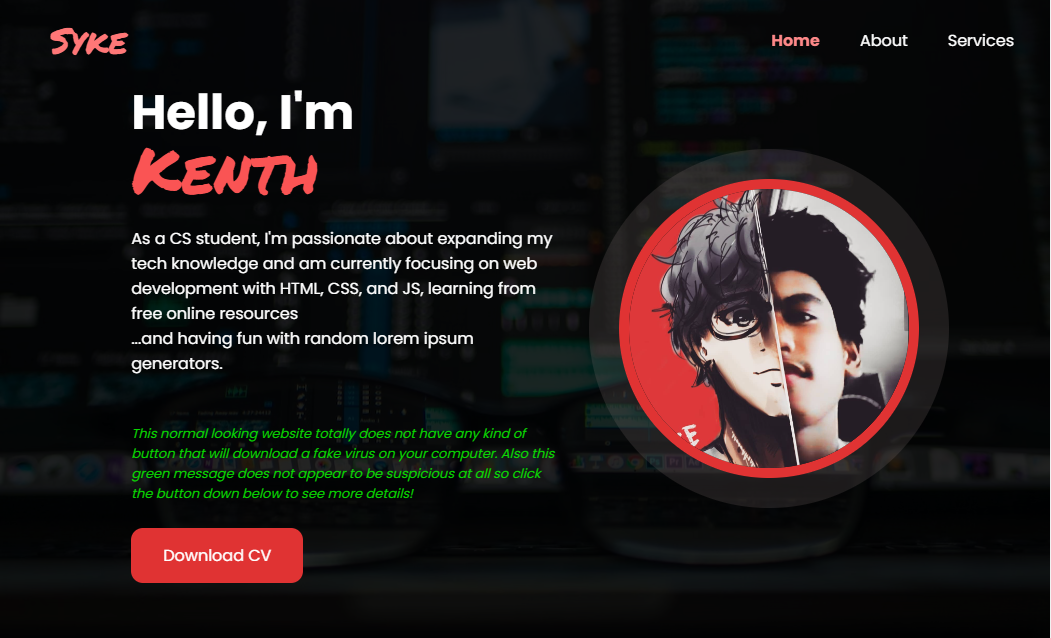 SYKE
Home About Services
Hello, I'm
KENTH
As a CS student, I'm passionate about expanding my
tech knowledge and am currently focusing on web
development with HTML, CSS, and JS, learning from
free online resources
...and having fun with random lorem ipsum
generators.
This normal looking website totally does not have any kind of
button that will download a fake virus on your computer. Also this
green message does not appear to be suspicious at all so click
the button down below to see more details!
Download CV